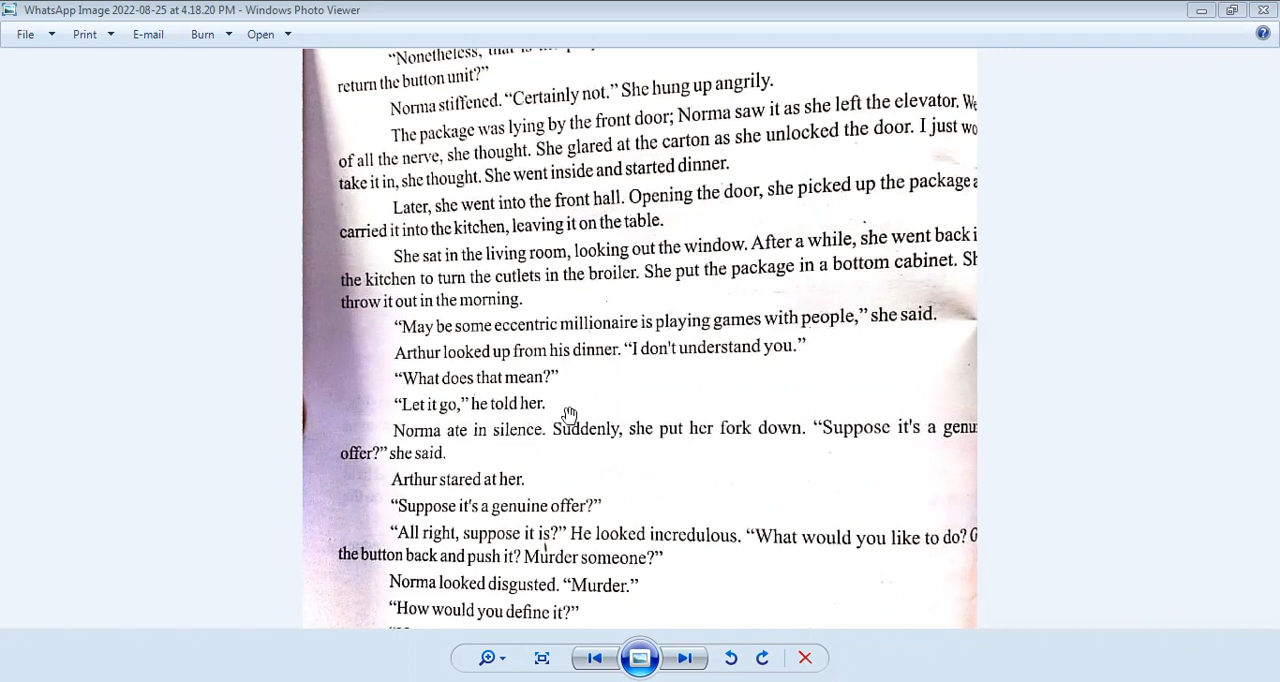 WhatsApp Image 2022-08-25 at 4.18.20 PM - Windows Photo Viewer
File Print E-mail Burn Open
“Nonetheless, that is
return the button unit?”
Norma stiffened. “Certainly not.” She hung up angrily.
The package was lying by the front door; Norma saw it as she left the elevator.
of all the nerve, she thought. She glared at the carton as she unlocked the door. I just
take it in, she thought. She went inside and started dinner.
Later, she went into the front hall. Opening the door, she picked up the package
carried it into the kitchen, leaving it on the table.
She sat in the living room, looking out the window. After a while, she went back
the kitchen to turn the cutlets in the broiler. She put the package in a bottom cabinet.
throw it out in the morning.
“May be some eccentric millionaire is playing games with people,” she said.
Arthur looked up from his dinner. “I don't understand you.”
“What does that mean?”
“Let it go,” he told her.
Norma ate in silence. Suddenly, she put her fork down. “Suppose it's a
offer?” she said.
Arthur stared at her.
“Suppose it's a genuine offer?”
“All right, suppose it is?” He looked incredulous. “What would you like to do?
the button back and push it? Murder someone?”
Norma looked disgusted. “Murder.”
“How would you define it?”